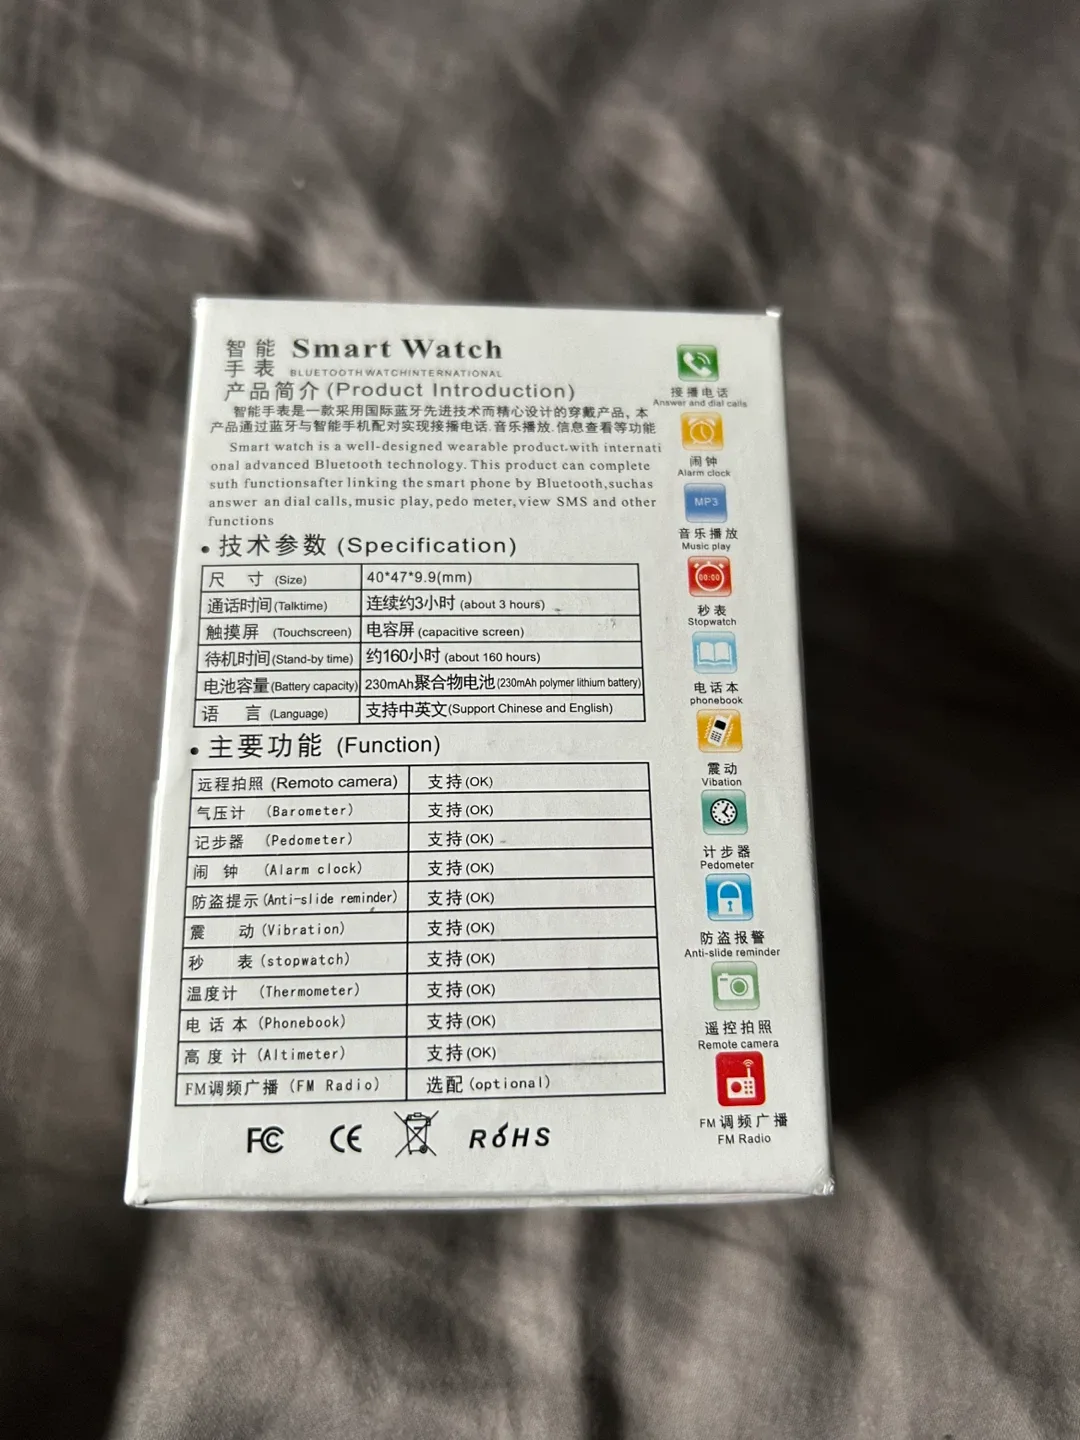 智能 Smart Watch
手表 BLUETOOTHWATCHINTERNATIONAL
产品简介 (Product Introduction)
智能手表是一款采用国际蓝牙先进技术而精心设计的穿戴产品, 本
产品通过蓝牙与智能手机配对实现接播电话.音乐播放.信息查看等功能
Smart watch is a well-designed wearable product.with internati
onal advanced Bluetooth technology. This product can complete
suth functionsafter linking the smart phone by Bluetooth,suchas
answer an dial calls,music play,pedo meter,view SMS and other
functions
• 技术参数 (Specification)
尺 寸 (Size) 40*47*9.9(mm)
通话时间(Talktime) 连续约3小时 (about 3 hours)
触摸屏 (Touchscreen) 电容屏 (capacitive screen)
待机时间(Stand-by time) 约160小时 (about 160 hours)
电池容量(Battery capacity) 230mAh聚合物电池(230mAh polymer lithium battery)
语 言 (Language) 支持中英文(Support Chinese and English)
• 主要功能 (Function)
远程拍照 (Remoto camera) 支持(OK)
气压计 (Barometer) 支持(OK)
记步器 (Pedometer) 支持(OK)
闹 钟 (Alarm clock) 支持(OK)
防盗提示(Anti-slide reminder) 支持(OK)
震 动(Vibration) 支持(OK)
秒 表(stopwatch) 支持(OK)
温度计 (Thermometer) 支持(OK)
电话本(Phonebook) 支持(OK)
高度计(Altimeter) 支持(OK)
FM调频广播(FM Radio) 选配(optional)
FC CE RoHS
接播电话
Answer and dial calls
闹钟
Alarm clock
MP3
音乐播放
Music play
00:00
秒表
Stopwatch
电话本
phonebook
震动
Vibation
计步器
Pedometer
防盗报警
Anti-slide reminder
遥控拍照
Remote camera
FM调频广播
FM Radio